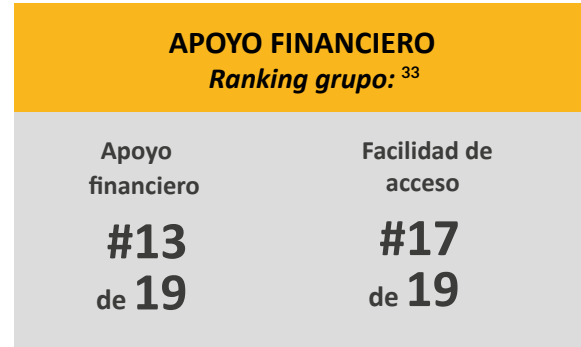 APOYO FINANCIERO
Ranking grupo: 33
Apoyo
financiero
#13
de 19
Facilidad de
acceso
#17
de 19